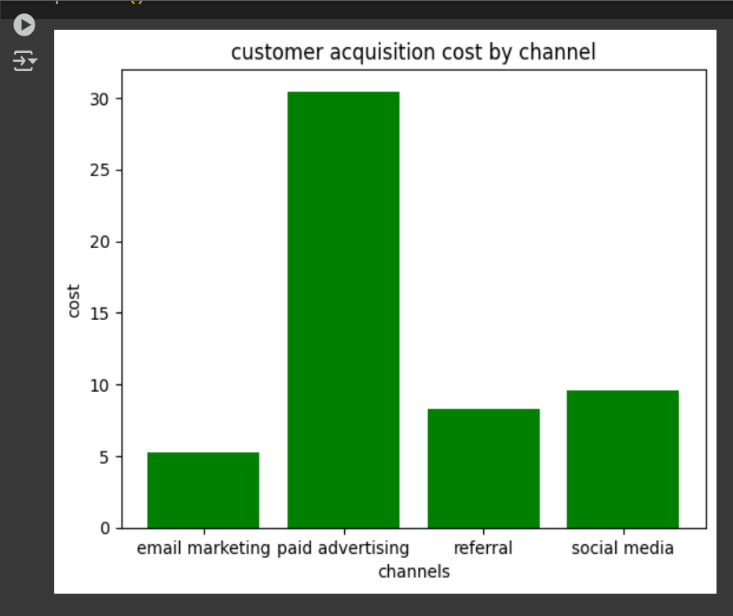 customer acquisition cost by channel
30
25
20
15
10
5
0
cost
email marketing paid advertising referral social media
channels